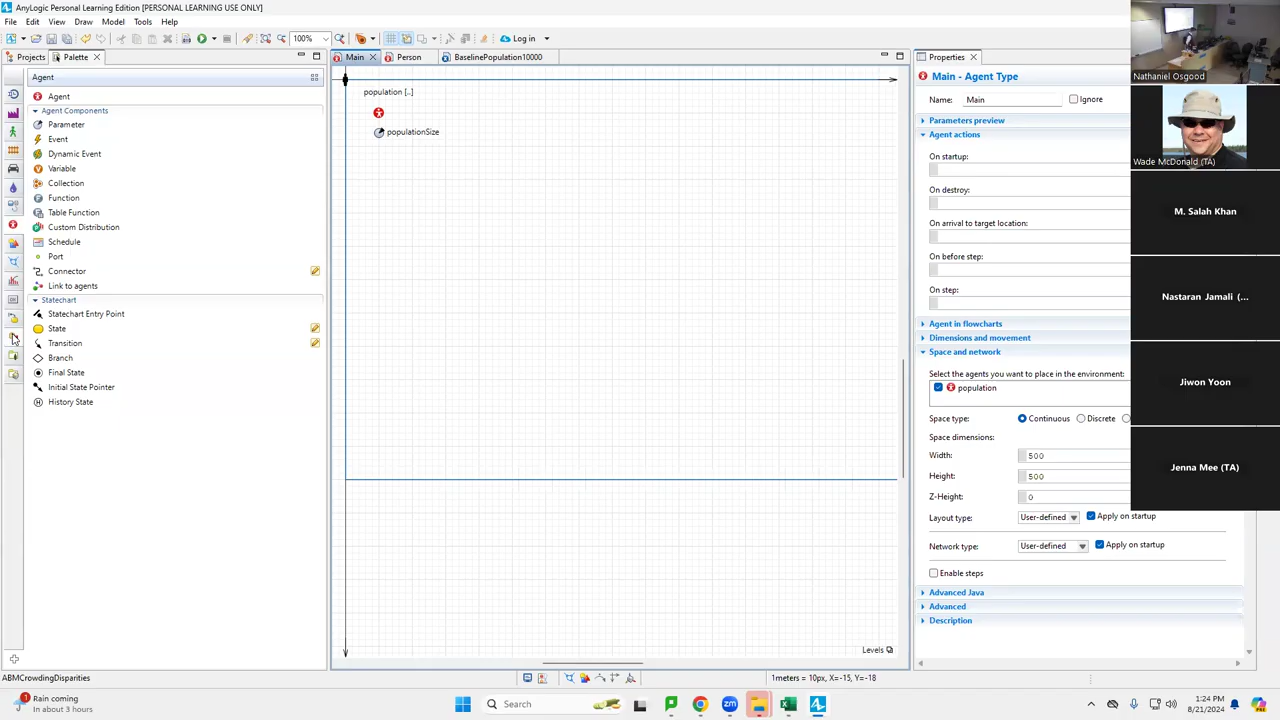 AnyLogic Personal Learning Edition [PERSONAL LEARNING USE ONLY]
File Edit View Draw Model Tools Help
100%
Log in
Projects
Palette
Agent
Agent
Agent Components
Parameter
Event
Dynamic Event
Variable
Collection
Function
Table Function
Custom Distribution
Schedule
Port
Connector
Link to agents
Statechart
Statechart Entry Point
State
Transition
Branch
Final State
Initial State Pointer
History State
Main
Person
BaselinePopulation10000
population [..]
populationSize
Levels
Properties
Main - Agent Type
Name: Main
Ignore
Parameters preview
Agent actions
On startup:
On destroy:
On arrival to target location:
On before step:
On step:
Agent in flowcharts
Dimensions and movement
Space and network
Select the agents you want to place in the environment:
population
Space type: Continuous Discrete
Space dimensions:
Width: 500
Height: 500
Z-Height: 0
Layout type: User-defined Apply on startup
Network type: User-defined Apply on startup
Enable steps
Advanced Java
Advanced
Description
Nathaniel Osgood
Wade McDonald (TA)
M. Salah Khan
Nastaran Jamali (...
Jiwon Yoon
Jenna Mee (TA)
ABMCrowdingDisparities
1meters = 10px, X=-15, Y=-18
1
Rain coming
In about 3 hours
Search
zm
1:24 PM
8/21/2024